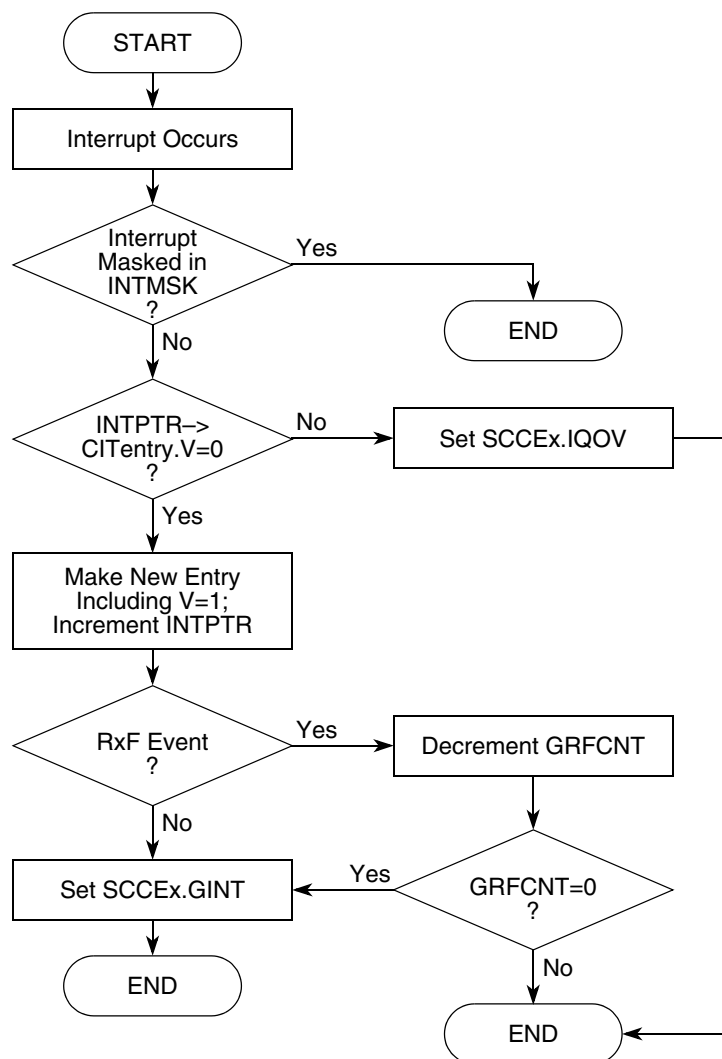 START
Interrupt Occurs
Interrupt
Masked in
INTMSK
?
Yes
END
No
INTPTR–>
CITentry.V=0
?
No
Set SCCEx.IQOV
Yes
Make New Entry
Including V=1;
Increment INTPTR
RxF Event
?
Yes
Decrement GRFCNT
No
Set SCCEx.GINT
Yes
GRFCNT=0
?
END
No
END